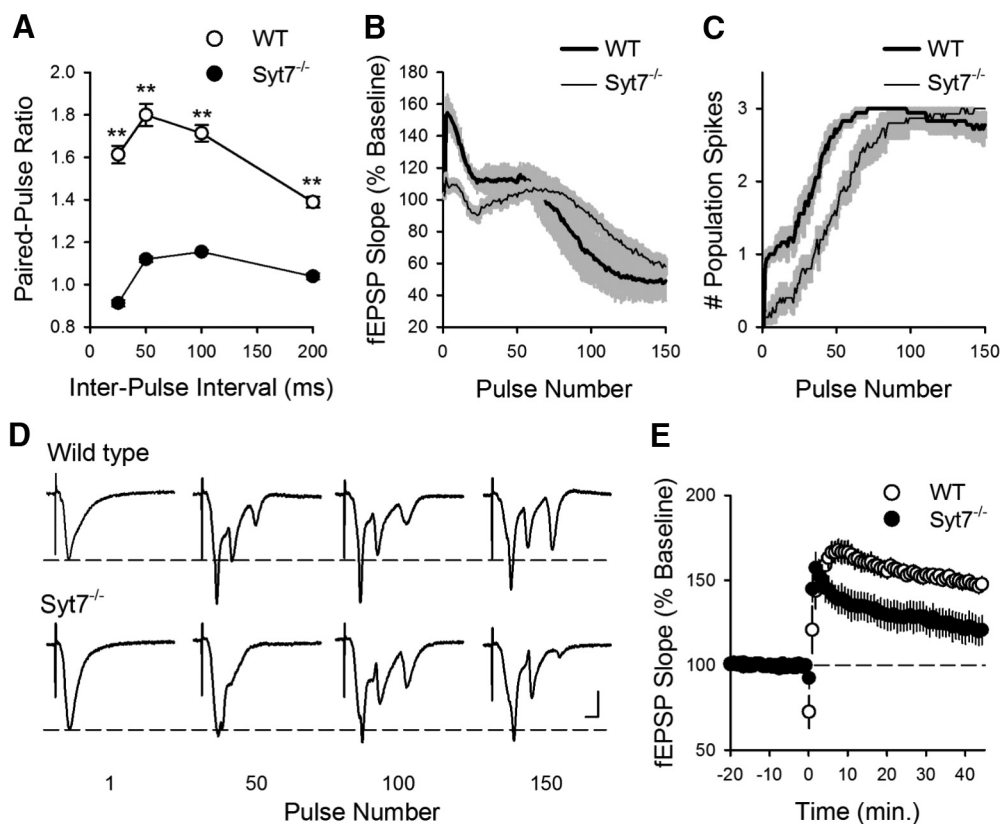 A
WT
Syt7-/-
Paired-Pulse Ratio
2.0
1.8
1.6
1.4
1.2
1.0
0.8
**
**
**
**
0
50
100
150
200
Inter-Pulse Interval (ms)
B
WT
Syt7-/-
fEPSP Slope (% Baseline)
180
160
140
120
100
80
60
40
20
0
50
100
150
Pulse Number
C
WT
Syt7-/-
# Population Spikes
3
2
1
0
0
50
100
150
Pulse Number
D
Wild type
Syt7-/-
1
50
100
150
Pulse Number
E
WT
Syt7-/-
fEPSP Slope (% Baseline)
200
150
100
50
-20
-10
0
10
20
30
40
Time (min.)